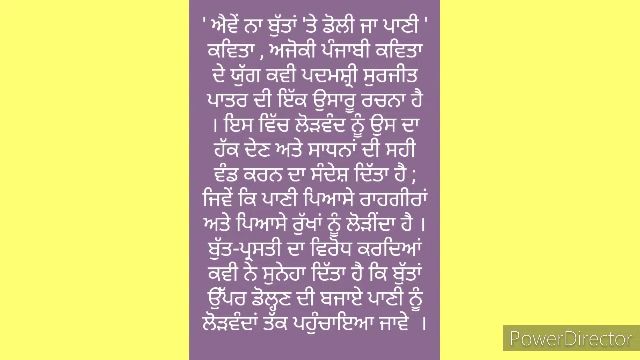 ' ਐਵੇਂ ਨਾ ਬੁੱਤਾਂ 'ਤੇ ਡੋਲੀ ਜਾ ਪਾਣੀ '
ਕਵਿਤਾ , ਅਜੋਕੀ ਪੰਜਾਬੀ ਕਵਿਤਾ
ਦੇ ਯੁੱਗ ਕਵੀ ਪਦਮਸ਼੍ਰੀ ਸੁਰਜੀਤ
ਪਾਤਰ ਦੀ ਇੱਕ ਉਸਾਰੂ ਰਚਨਾ ਹੈ
। ਇਸ ਵਿੱਚ ਲੋੜਵੰਦ ਨੂੰ ਉਸ ਦਾ
ਹੱਕ ਦੇਣ ਅਤੇ ਸਾਧਨਾਂ ਦੀ ਸਹੀ
ਵੰਡ ਕਰਨ ਦਾ ਸੰਦੇਸ਼ ਦਿੱਤਾ ਹੈ ;
ਜਿਵੇਂ ਕਿ ਪਾਣੀ ਪਿਆਸੇ ਰਾਹਗੀਰਾਂ
ਅਤੇ ਪਿਆਸੇ ਰੁੱਖਾਂ ਨੂੰ ਲੋੜੀਂਦਾ ਹੈ ।
ਬੁੱਤ-ਪ੍ਰਸਤੀ ਦਾ ਵਿਰੋਧ ਕਰਦਿਆਂ
ਕਵੀ ਨੇ ਸੁਨੇਹਾ ਦਿੱਤਾ ਹੈ ਕਿ ਬੁੱਤਾਂ
ਉੱਪਰ ਡੋਲ੍ਹਣ ਦੀ ਬਜਾਏ ਪਾਣੀ ਨੂੰ
ਲੋੜਵੰਦਾਂ ਤੱਕ ਪਹੁੰਚਾਇਆ ਜਾਵੇ ।
PowerDirector